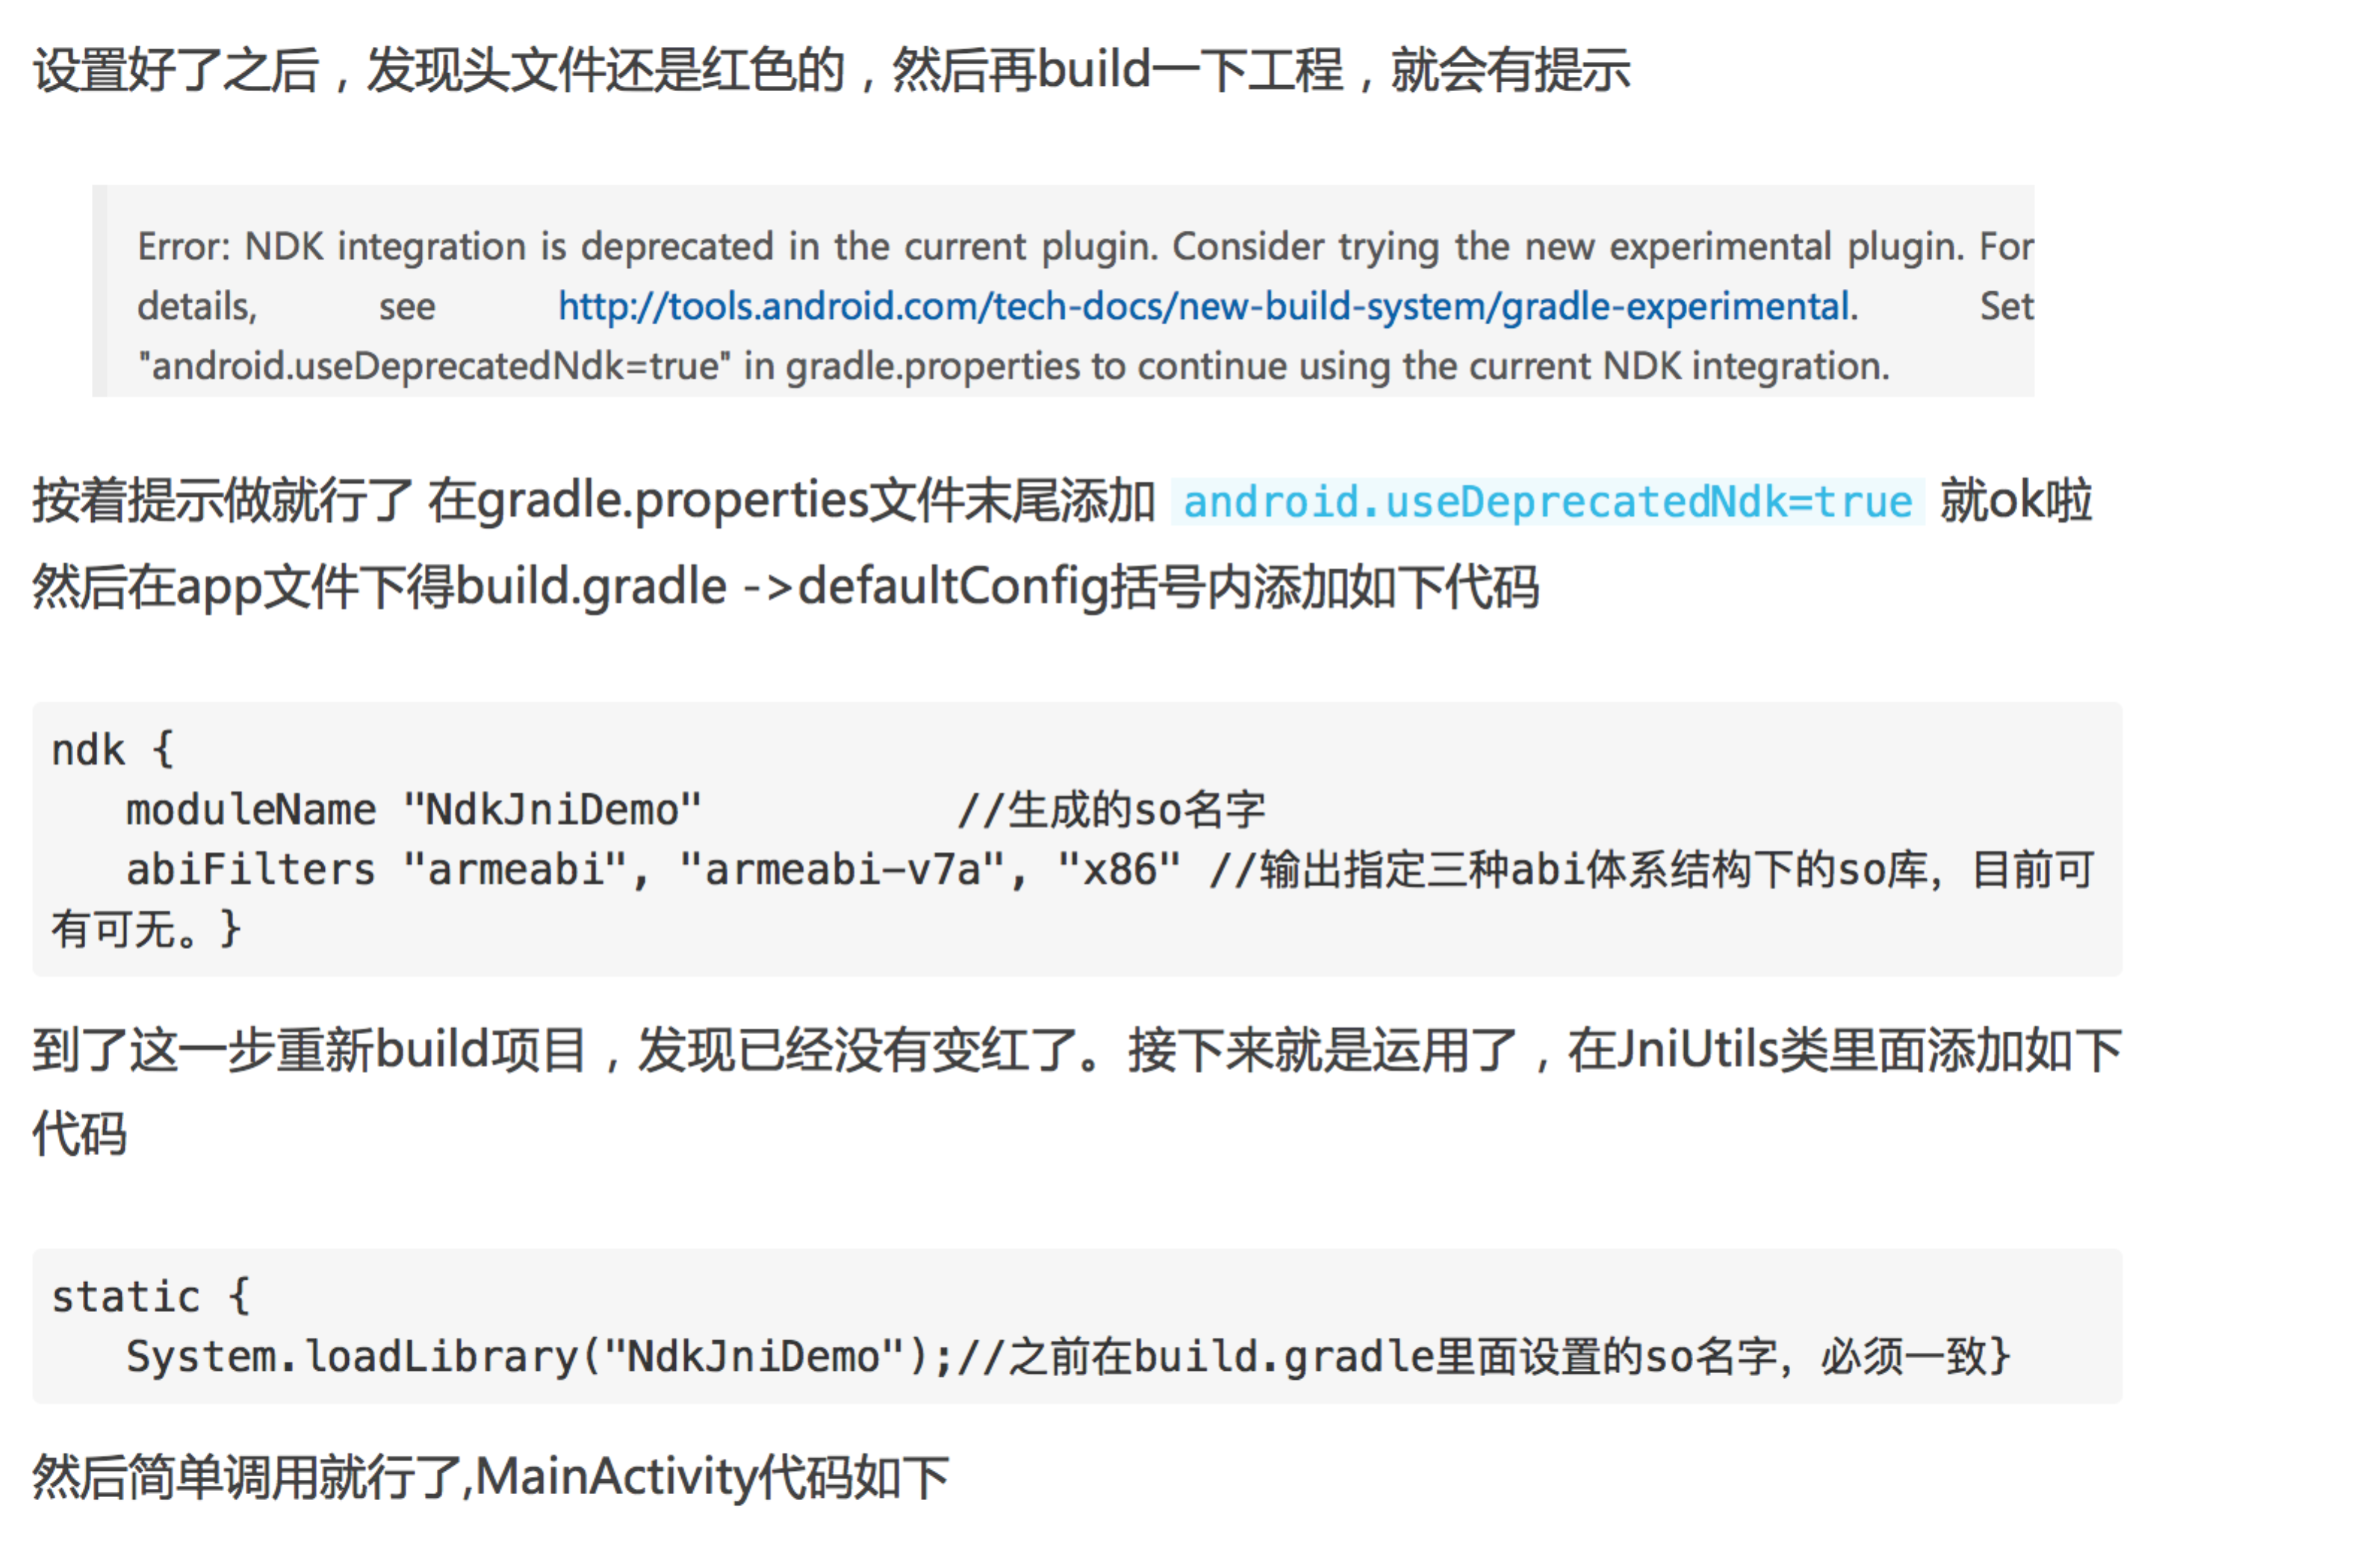 设置好了之后，发现头文件还是红色的，然后再build一下工程，就会有提示
Error: NDK integration is deprecated in the current plugin. Consider trying the new experimental plugin. For
details, see http://tools.android.com/tech-docs/new-build-system/gradle-experimental. Set
"android.useDeprecatedNdk=true" in gradle.properties to continue using the current NDK integration.
按着提示做就行了 在gradle.properties文件末尾添加 android.useDeprecatedNdk=true 就ok啦
然后在app文件下得build.gradle ->defaultConfig括号内添加如下代码
ndk {
   moduleName "NdkJniDemo"            //生成的so名字
   abiFilters "armeabi", "armeabi-v7a", "x86" //输出指定三种abi体系结构下的so库，目前可
有可无。}
到了这一步重新build项目，发现已经没有变红了。接下来就是运用了，在JniUtils类里面添加如下
代码
static {
   System.loadLibrary("NdkJniDemo");//之前在build.gradle里面设置的so名字，必须一致}
然后简单调用就行了,MainActivity代码如下